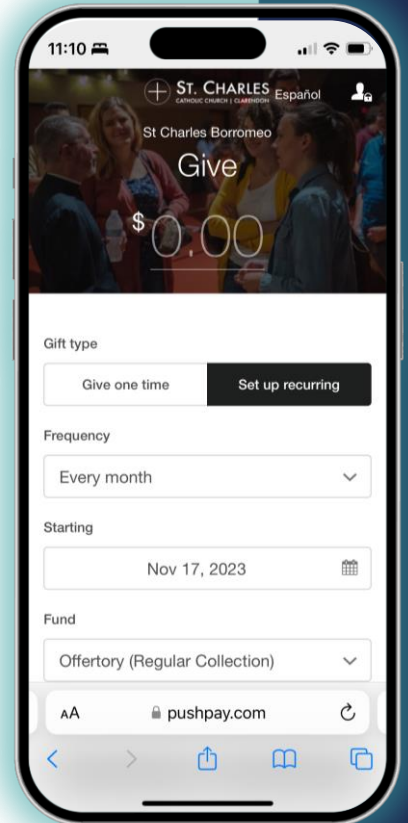 11:10
ST. CHARLES
CATHOLIC CHURCH | CLARENDON
Español
St Charles Borromeo
Give
$0.00
Gift type
Give one time
Set up recurring
Frequency
Every month
Starting
Nov 17, 2023
Fund
Offertory (Regular Collection)
AA
pushpay.com